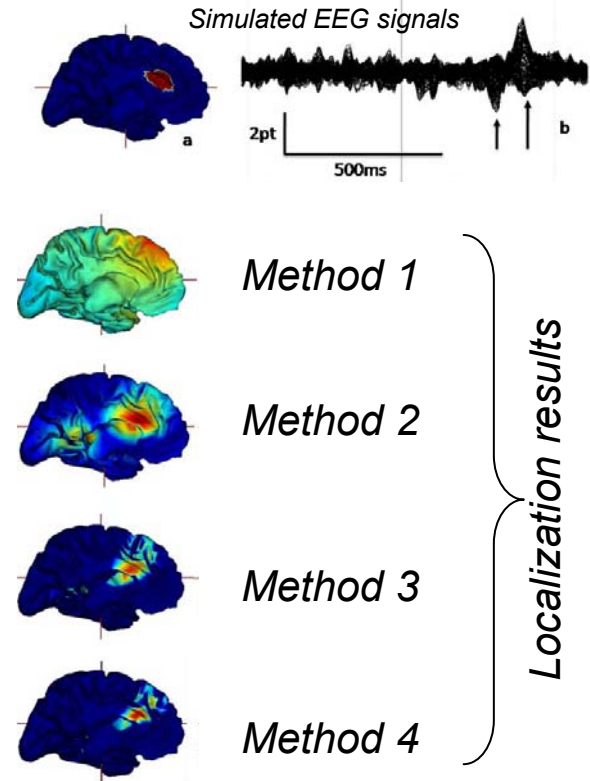 Simulated EEG signals
a
b
2pt
500ms
Method 1
Method 2
Method 3
Method 4
Localization results